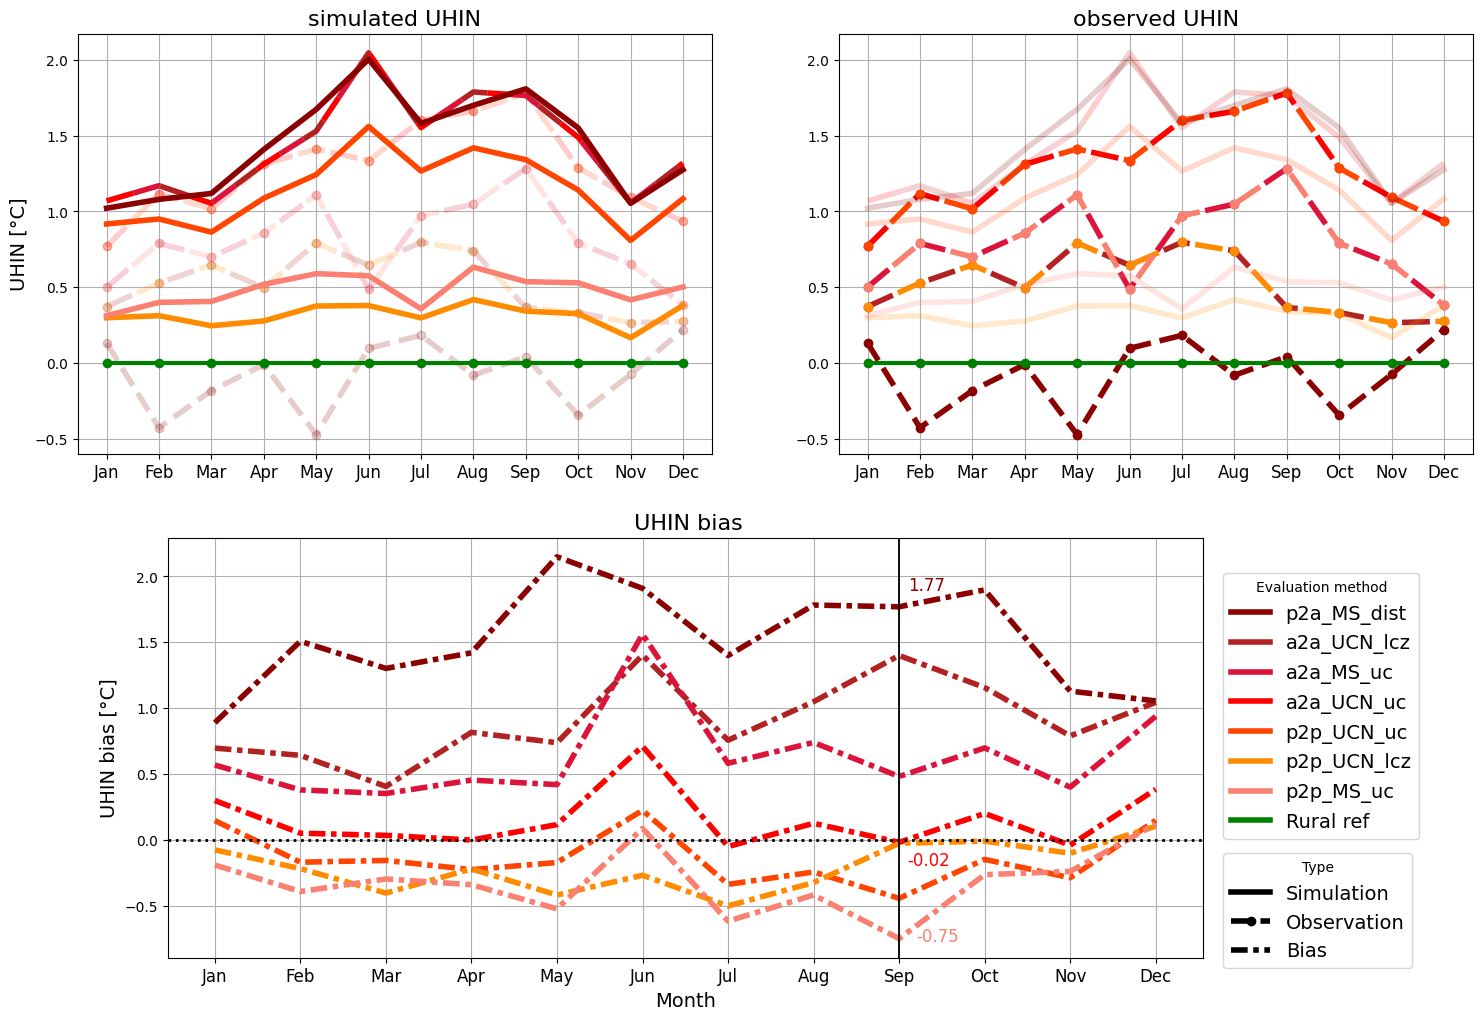 simulated UHIN
observed UHIN
UHIN [°C]
2.0
1.5
1.0
0.5
0.0
−0.5
Jan Feb Mar Apr May Jun Jul Aug Sep Oct Nov Dec
2.0
1.5
1.0
0.5
0.0
−0.5
Jan Feb Mar Apr May Jun Jul Aug Sep Oct Nov Dec
UHIN bias
UHIN bias [°C]
2.0
1.5
1.0
0.5
0.0
−0.5
1.77
-0.02
-0.75
Jan Feb Mar Apr May Jun Jul Aug Sep Oct Nov Dec
Month
Evaluation method
p2a_MS_dist
a2a_UCN_lcz
a2a_MS_uc
a2a_UCN_uc
p2p_UCN_uc
p2p_UCN_lcz
p2p_MS_uc
Rural ref
Type
Simulation
Observation
Bias